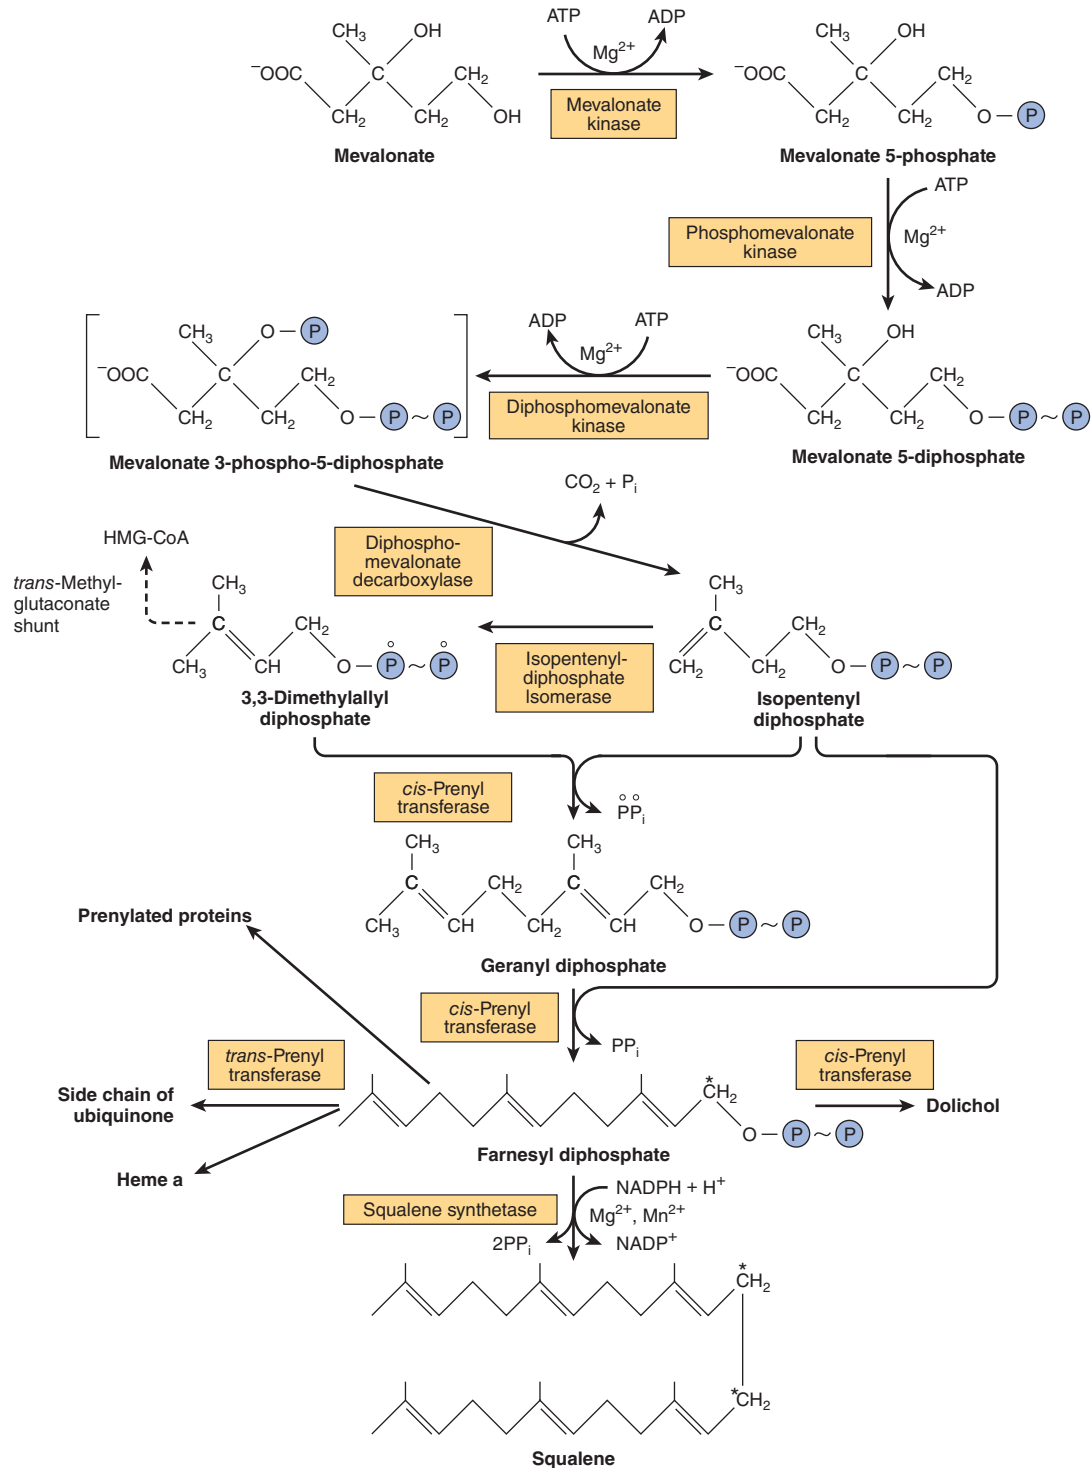 CH₃ OH
⁻OOC C CH₂
CH₂ CH₂ OH
Mevalonate
ATP ADP
Mg²⁺
Mevalonate
kinase
CH₃ OH
⁻OOC C CH₂
CH₂ CH₂ O – P
Mevalonate 5-phosphate
ATP
Phosphomevalonate
kinase
Mg²⁺
ADP
CH₃ OH
⁻OOC C CH₂
CH₂ CH₂ O – P ~ P
Mevalonate 5-diphosphate
ADP ATP
Mg²⁺
Diphosphomevalonate
kinase
CH₃ O – P
⁻OOC C CH₂
CH₂ CH₂ O – P ~ P
Mevalonate 3-phospho-5-diphosphate
CO₂ + Pᵢ
Diphospho-
mevalonate
decarboxylase
HMG-CoA
trans-Methyl-
glutaconate
shunt
CH₃
C CH₂
CH₃ CH O – P ~ P
3,3-Dimethylallyl
diphosphate
Isopentenyl-
diphosphate
Isomerase
CH₃
C CH₂
CH₂ CH₂ O – P ~ P
Isopentenyl
diphosphate
cis-Prenyl
transferase
PPᵢ
CH₃ CH₃
C CH₂ C CH₂
CH₃ CH CH₂ CH O – P ~ P
Geranyl diphosphate
Prenylated proteins
cis-Prenyl
transferase
PPᵢ
trans-Prenyl
transferase
Side chain of
ubiquinone
Heme a
*
CH₂
O – P ~ P
Farnesyl diphosphate
cis-Prenyl
transferase
Dolichol
Squalene synthetase
NADPH + H⁺
Mg²⁺, Mn²⁺
2PPᵢ NADP⁺
*
CH₂
*CH₂
Squalene